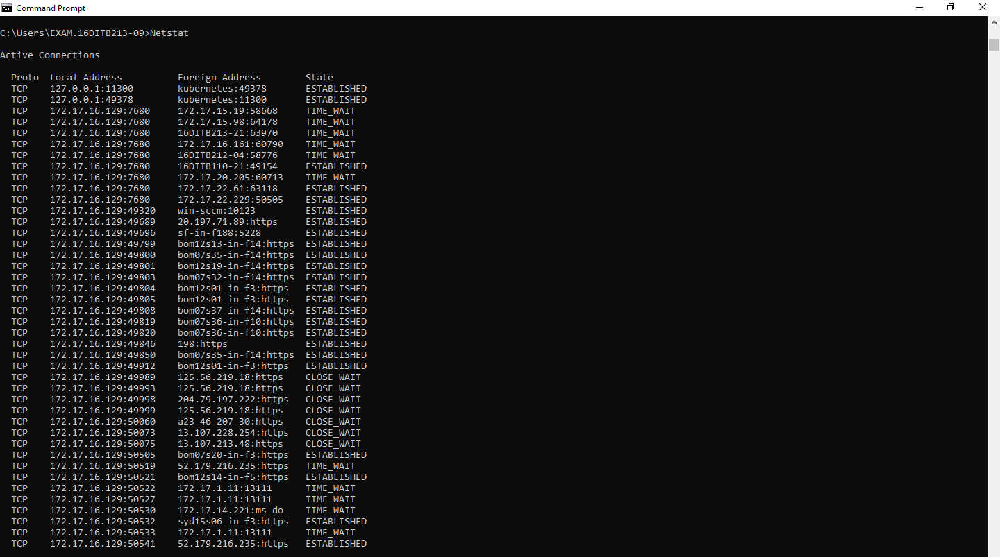 Command Prompt
C:\Users\EXAM.16DITB213-09>Netstat
Active Connections
Proto  Local Address          Foreign Address        State
TCP    127.0.0.1:11300        kubernetes:49378       ESTABLISHED
TCP    127.0.0.1:49378        kubernetes:11300       ESTABLISHED
TCP    172.17.16.129:7680     172.17.15.19:58668     TIME_WAIT
TCP    172.17.16.129:7680     172.17.15.98:64178     TIME_WAIT
TCP    172.17.16.129:7680     16DITB213-21:63970     TIME_WAIT
TCP    172.17.16.129:7680     172.17.16.161:60790    TIME_WAIT
TCP    172.17.16.129:7680     16DITB212-04:58776     TIME_WAIT
TCP    172.17.16.129:7680     16DITB110-21:49154     ESTABLISHED
TCP    172.17.16.129:7680     172.17.20.205:60713    TIME_WAIT
TCP    172.17.16.129:7680     172.17.22.61:63118     ESTABLISHED
TCP    172.17.16.129:7680     172.17.22.229:50505    ESTABLISHED
TCP    172.17.16.129:49320    win-sccm:10123         ESTABLISHED
TCP    172.17.16.129:49689    20.197.71.89:https     ESTABLISHED
TCP    172.17.16.129:49696    sf-in-f188:5228        ESTABLISHED
TCP    172.17.16.129:49799    bom12s13-in-f14:https  ESTABLISHED
TCP    172.17.16.129:49800    bom07s35-in-f14:https  ESTABLISHED
TCP    172.17.16.129:49801    bom12s19-in-f14:https  ESTABLISHED
TCP    172.17.16.129:49803    bom07s32-in-f14:https  ESTABLISHED
TCP    172.17.16.129:49804    bom12s01-in-f3:https   ESTABLISHED
TCP    172.17.16.129:49805    bom12s01-in-f3:https   ESTABLISHED
TCP    172.17.16.129:49808    bom07s37-in-f14:https  ESTABLISHED
TCP    172.17.16.129:49819    bom07s36-in-f10:https  ESTABLISHED
TCP    172.17.16.129:49820    bom07s36-in-f10:https  ESTABLISHED
TCP    172.17.16.129:49846    198:https              ESTABLISHED
TCP    172.17.16.129:49850    bom07s35-in-f14:https  ESTABLISHED
TCP    172.17.16.129:49912    bom12s01-in-f3:https   ESTABLISHED
TCP    172.17.16.129:49989    125.56.219.18:https    CLOSE_WAIT
TCP    172.17.16.129:49993    125.56.219.18:https    CLOSE_WAIT
TCP    172.17.16.129:49998    204.79.197.222:https   CLOSE_WAIT
TCP    172.17.16.129:49999    125.56.219.18:https    CLOSE_WAIT
TCP    172.17.16.129:50060    a23-46-207-30:https    CLOSE_WAIT
TCP    172.17.16.129:50073    13.107.228.254:https   CLOSE_WAIT
TCP    172.17.16.129:50075    13.107.213.48:https    CLOSE_WAIT
TCP    172.17.16.129:50505    bom07s20-in-f3:https   ESTABLISHED
TCP    172.17.16.129:50519    52.179.216.235:https   TIME_WAIT
TCP    172.17.16.129:50521    bom12s14-in-f5:https   ESTABLISHED
TCP    172.17.16.129:50522    172.17.1.11:13111      TIME_WAIT
TCP    172.17.16.129:50527    172.17.1.11:13111      TIME_WAIT
TCP    172.17.16.129:50530    172.17.14.221:ms-do    TIME_WAIT
TCP    172.17.16.129:50532    syd15s06-in-f3:https   ESTABLISHED
TCP    172.17.16.129:50533    172.17.1.11:13111      TIME_WAIT
TCP    172.17.16.129:50541    52.179.216.235:https   ESTABLISHED